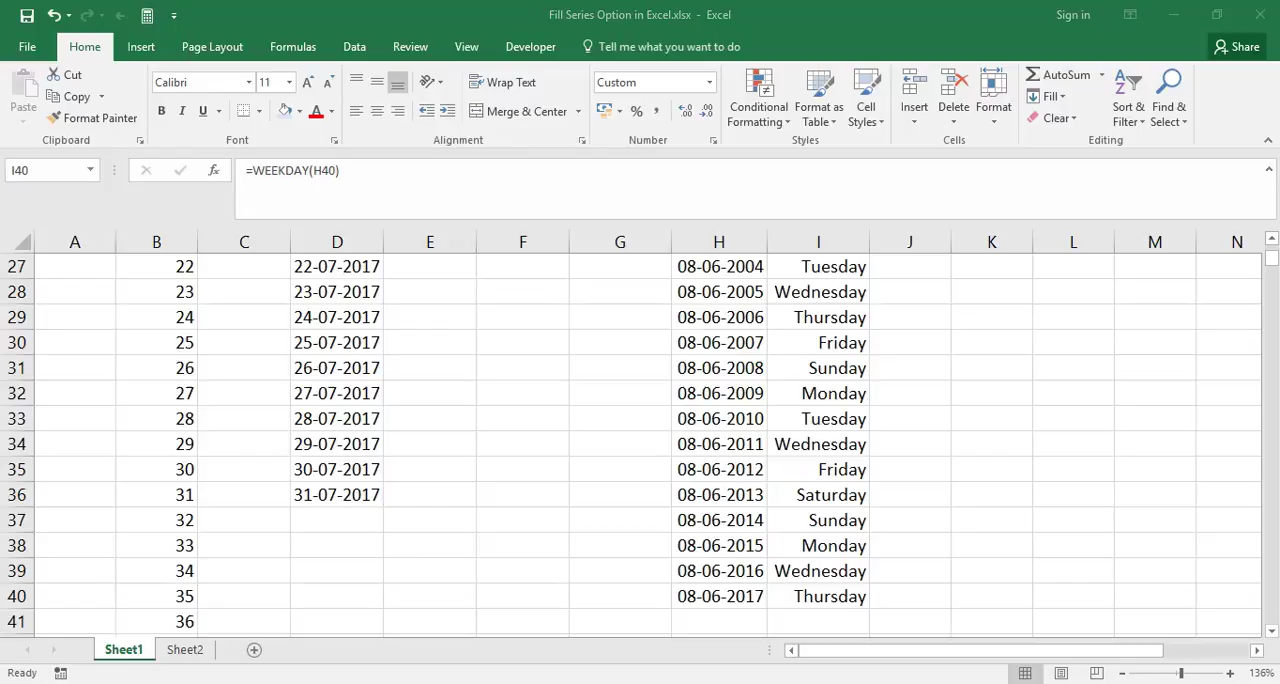 Fill Series Option in Excel.xlsx - Excel
Sign in
File Home Insert Page Layout Formulas Data Review View Developer Tell me what you want to do Share
Paste Cut Calibri 11 Wrap Text Custom Conditional Formatting Format as Table Cell Styles Insert Delete Format AutoSum Sort & Filter Find & Select
Copy Fill
Format Painter B I U Merge & Center % , Clear
Clipboard Font Alignment Number Styles Cells Editing
I40 fx =WEEKDAY(H40)
A B C D E F G H I J K L M N
27 22 22-07-2017 08-06-2004 Tuesday
28 23 23-07-2017 08-06-2005 Wednesday
29 24 24-07-2017 08-06-2006 Thursday
30 25 25-07-2017 08-06-2007 Friday
31 26 26-07-2017 08-06-2008 Sunday
32 27 27-07-2017 08-06-2009 Monday
33 28 28-07-2017 08-06-2010 Tuesday
34 29 29-07-2017 08-06-2011 Wednesday
35 30 30-07-2017 08-06-2012 Friday
36 31 31-07-2017 08-06-2013 Saturday
37 32 08-06-2014 Sunday
38 33 08-06-2015 Monday
39 34 08-06-2016 Wednesday
40 35 08-06-2017 Thursday
41 36
Sheet1 Sheet2
Ready 136%